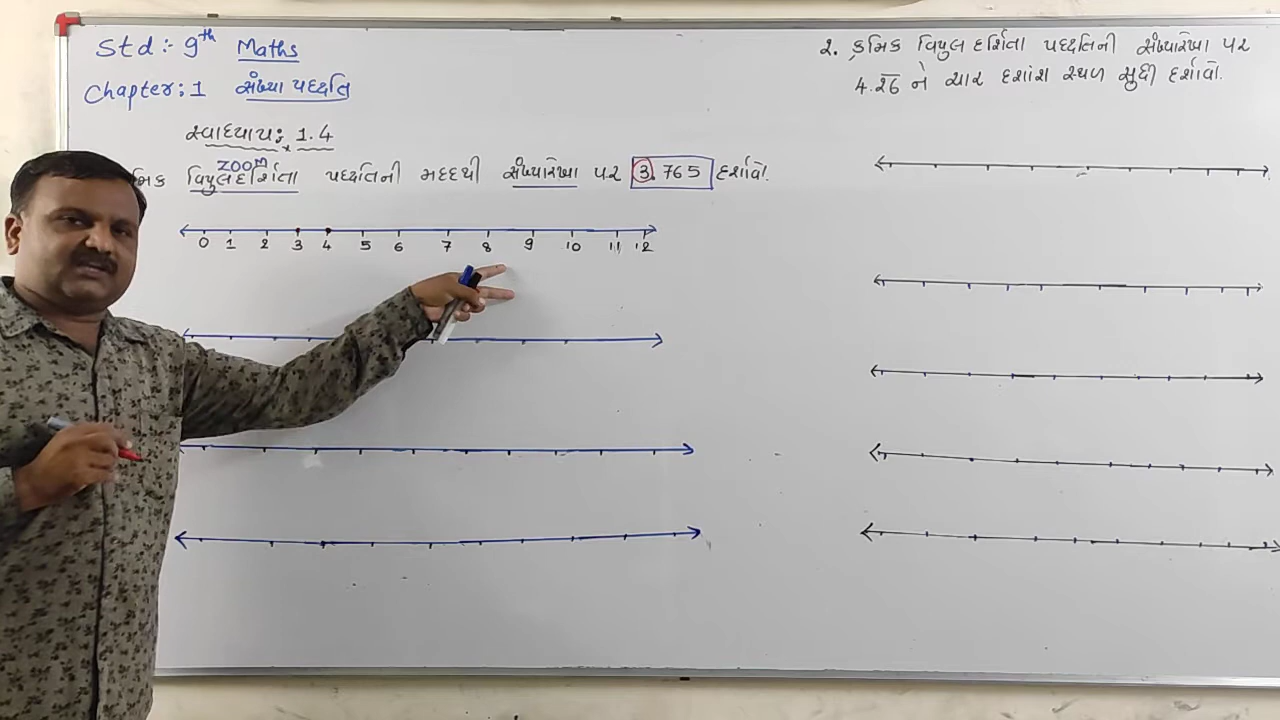 Std :- 9th Maths
Chapter : 1 સંખ્યા પદ્ધતિ
સ્વાધ્યાય : 1.4
ZOOM
વિપુલદર્શિતા પદ્ધતિની મદદથી સંખ્યારેખા પર 3.765 દર્શાવો.
0 1 2 3 4 5 6 7 8 9 10 11 12
2. ક્રમિક વિપુલ દર્શિતા પદ્ધતિની સંખ્યારેખા પર
4.26̅ ને ચાર દશાંશ સ્થળ સુધી દર્શાવો.